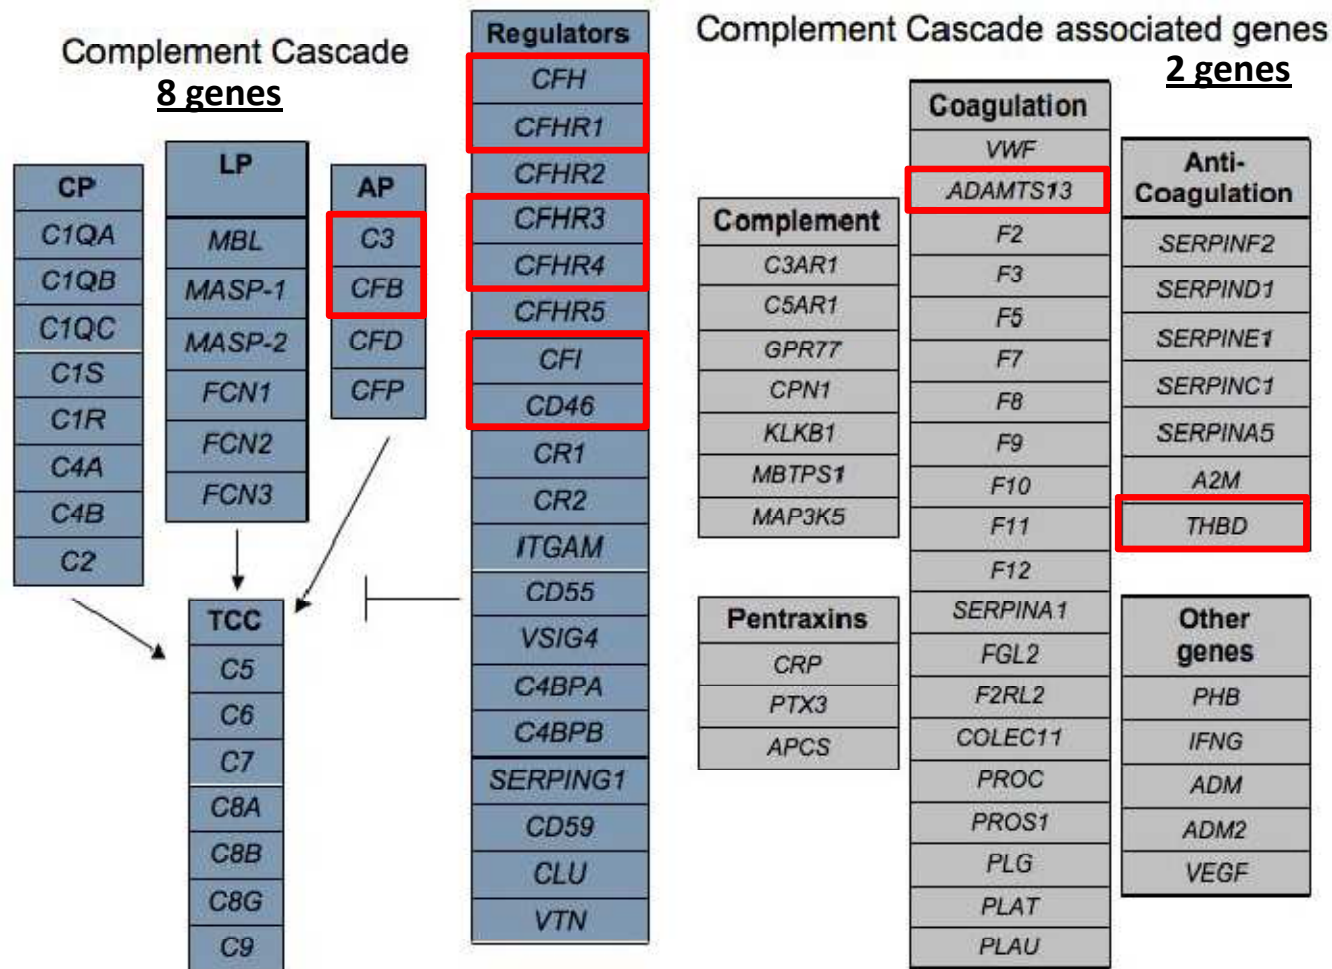 Complement Cascade
8 genes
CP
C1QA
C1QB
C1QC
C1S
C1R
C4A
C4B
C2
LP
MBL
MASP-1
MASP-2
FCN1
FCN2
FCN3
AP
C3
CFB
CFD
CFP
TCC
C5
C6
C7
C8A
C8B
C8G
C9
Regulators
CFH
CFHR1
CFHR2
CFHR3
CFHR4
CFHR5
CFI
CD46
CR1
CR2
ITGAM
CD55
VSIG4
C4BPA
C4BPB
SERPING1
CD59
CLU
VTN
Complement Cascade associated genes
2 genes
Complement
C3AR1
C5AR1
GPR77
CPN1
KLKB1
MBTPS1
MAP3K5
Pentraxins
CRP
PTX3
APCS
Coagulation
VWF
ADAMTS13
F2
F3
F5
F7
F8
F9
F10
F11
F12
SERPINA1
FGL2
F2RL2
COLEC11
PROC
PROS1
PLG
PLAT
PLAU
Anti-
Coagulation
SERPINF2
SERPIND1
SERPINE1
SERPINC1
SERPINA5
A2M
THBD
Other
genes
PHB
IFNG
ADM
ADM2
VEGF